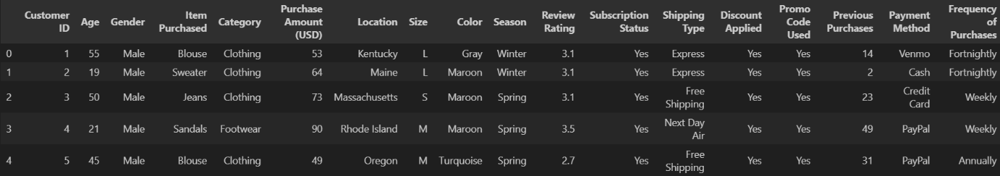 Customer ID Age Gender Item Purchased Category Purchase Amount (USD) Location Size Color Season Review Rating Subscription Status Shipping Type Discount Applied Promo Code Used Previous Purchases Payment Method Frequency of Purchases
0 1 55 Male Blouse Clothing 53 Kentucky L Gray Winter 3.1 Yes Express Yes Yes 14 Venmo Fortnightly
1 2 19 Male Sweater Clothing 64 Maine L Maroon Winter 3.1 Yes Express Yes Yes 2 Cash Fortnightly
2 3 50 Male Jeans Clothing 73 Massachusetts S Maroon Spring 3.1 Yes Free Shipping Yes Yes 23 Credit Card Weekly
3 4 21 Male Sandals Footwear 90 Rhode Island M Maroon Spring 3.5 Yes Next Day Air Yes Yes 49 PayPal Weekly
4 5 45 Male Blouse Clothing 49 Oregon M Turquoise Spring 2.7 Yes Free Shipping Yes Yes 31 PayPal Annually